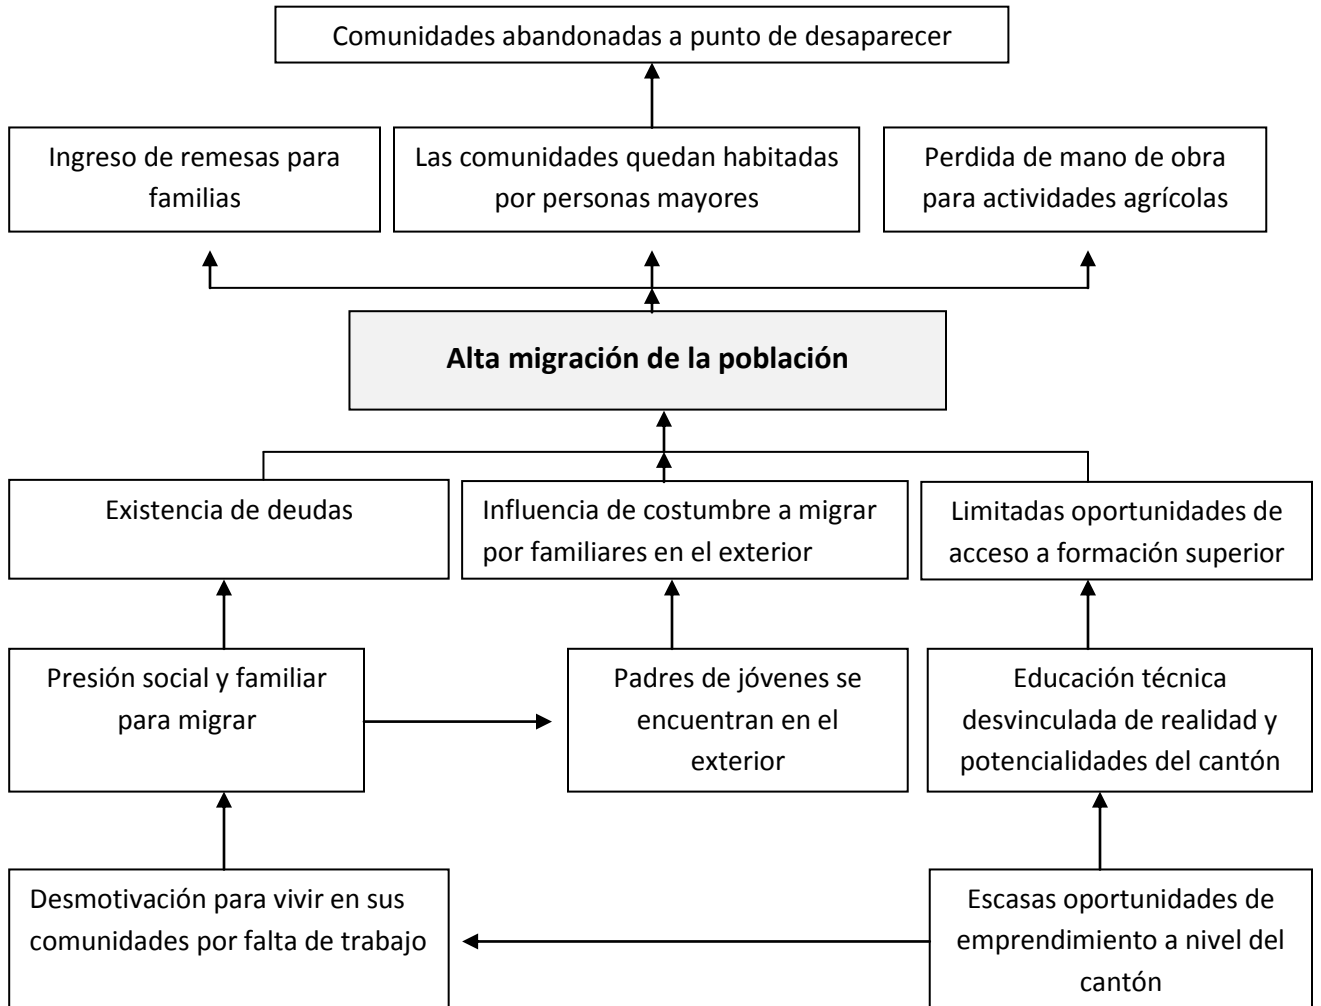 Comunidades abandonadas a punto de desaparecer
Ingreso de remesas para
familias
Las comunidades quedan habitadas
por personas mayores
Perdida de mano de obra
para actividades agrícolas
Alta migración de la población
Existencia de deudas
Influencia de costumbre a migrar
por familiares en el exterior
Limitadas oportunidades de
acceso a formación superior
Presión social y familiar
para migrar
Padres de jóvenes se
encuentran en el
exterior
Educación técnica
desvinculada de realidad y
potencialidades del cantón
Desmotivación para vivir en sus
comunidades por falta de trabajo
Escasas oportunidades de
emprendimiento a nivel del
cantón